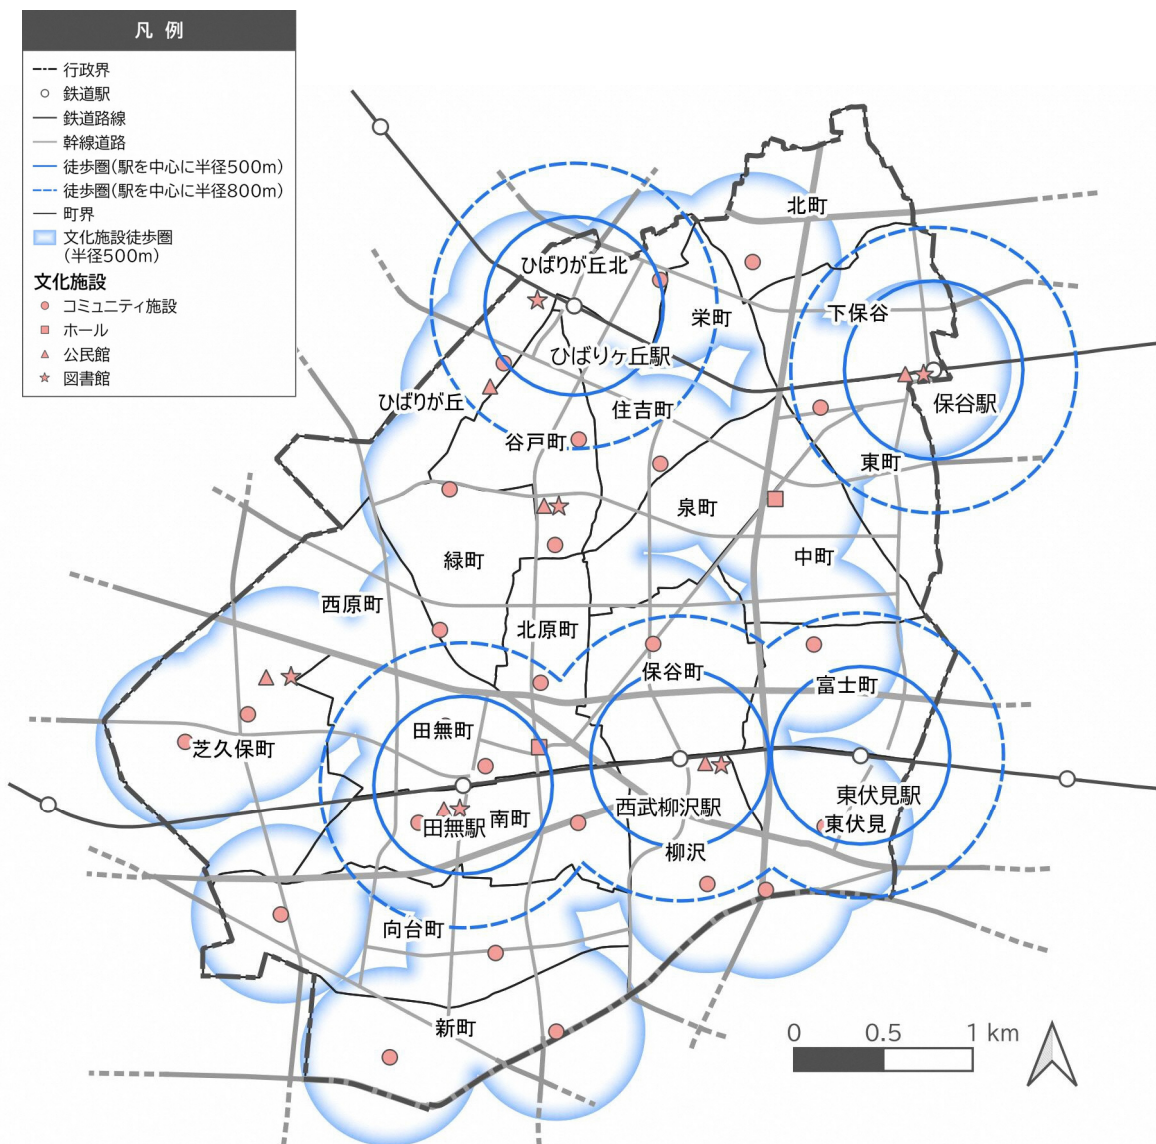 凡 例
行政界
鉄道駅
鉄道路線
幹線道路
徒歩圏(駅を中心に半径500m)
徒歩圏(駅を中心に半径800m)
町界
文化施設徒歩圏
(半径500m)
文化施設
コミュニティ施設
ホール
公民館
図書館
北町
ひばりが丘北
下保谷
栄町
ひばりヶ丘駅
ひばりが丘
住吉町
保谷駅
谷戸町
東町
泉町
緑町
中町
西原町
北原町
保谷町
富士町
田無町
芝久保町
東伏見駅
西武柳沢駅
南町
田無駅
東伏見
柳沢
向台町
新町
0 0.5 1 km